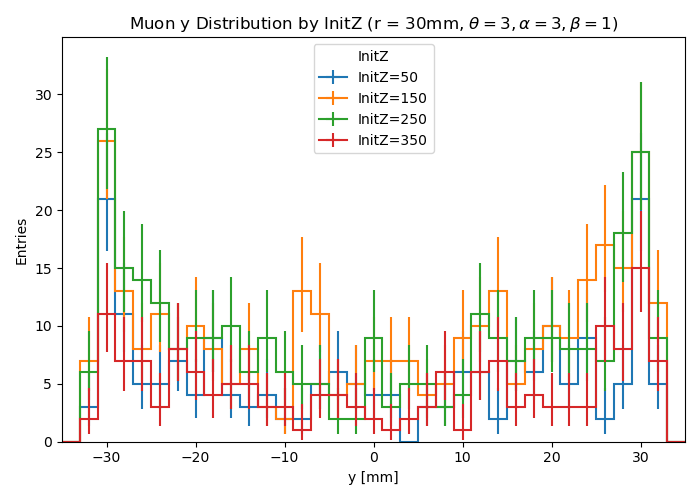 Muon y Distribution by InitZ (r = 30mm, θ = 3, α = 3, β = 1)
InitZ
InitZ=50
InitZ=150
InitZ=250
InitZ=350
Entries
30
25
20
15
10
5
0
−30 −20 −10 0 10 20 30
y [mm]